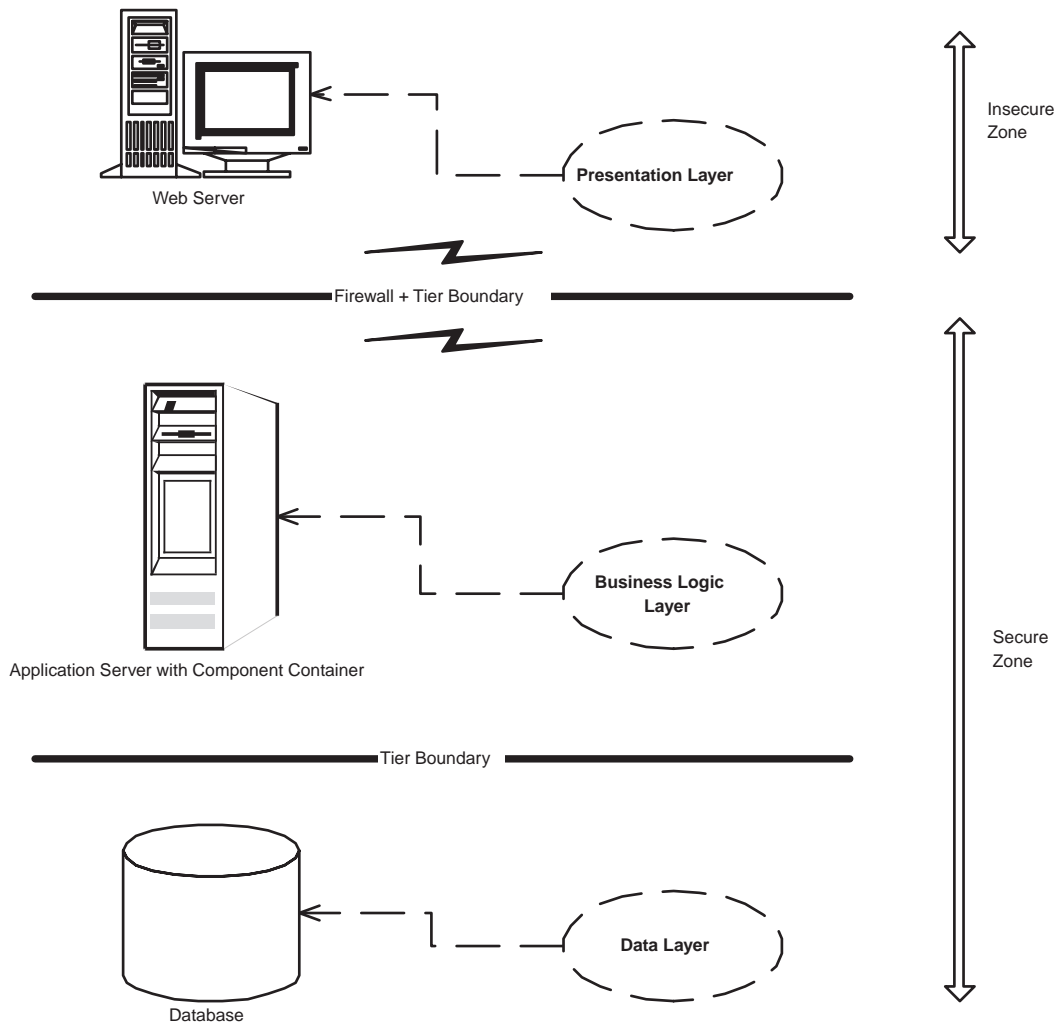 Insecure
Zone
Presentation Layer
Web Server
Firewall + Tier Boundary
Business Logic
Layer
Secure
Zone
Application Server with Component Container
Tier Boundary
Data Layer
Database